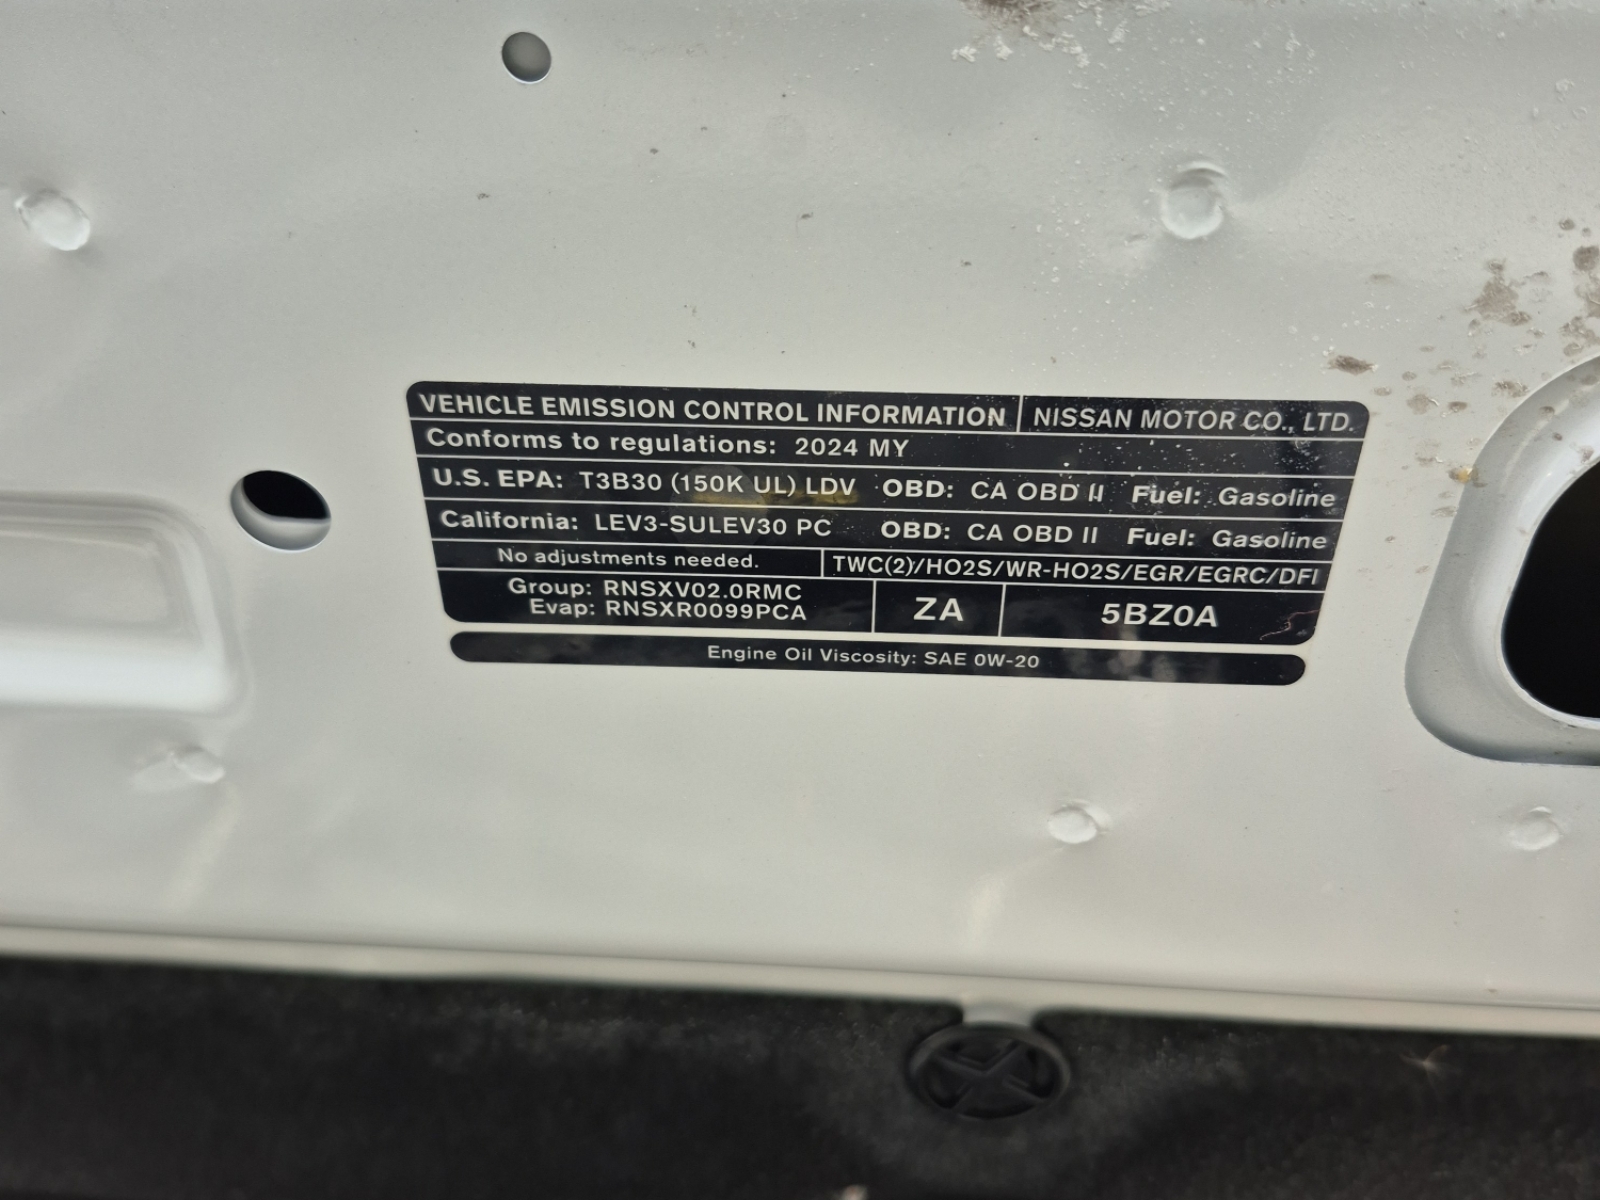 VEHICLE EMISSION CONTROL INFORMATION NISSAN MOTOR CO., LTD.
Conforms to regulations: 2024 MY
U.S. EPA: T3B30 (150K UL) LDV OBD: CA OBD II Fuel: Gasoline
California: LEV3-SULEV30 PC OBD: CA OBD II Fuel: Gasoline
No adjustments needed. TWC(2)/HO2S/WR-HO2S/EGR/EGRC/DFI
Group: RNSXV02.0RMC
Evap: RNSXR0099PCA
ZA
5BZ0A
Engine Oil Viscosity: SAE 0W-20